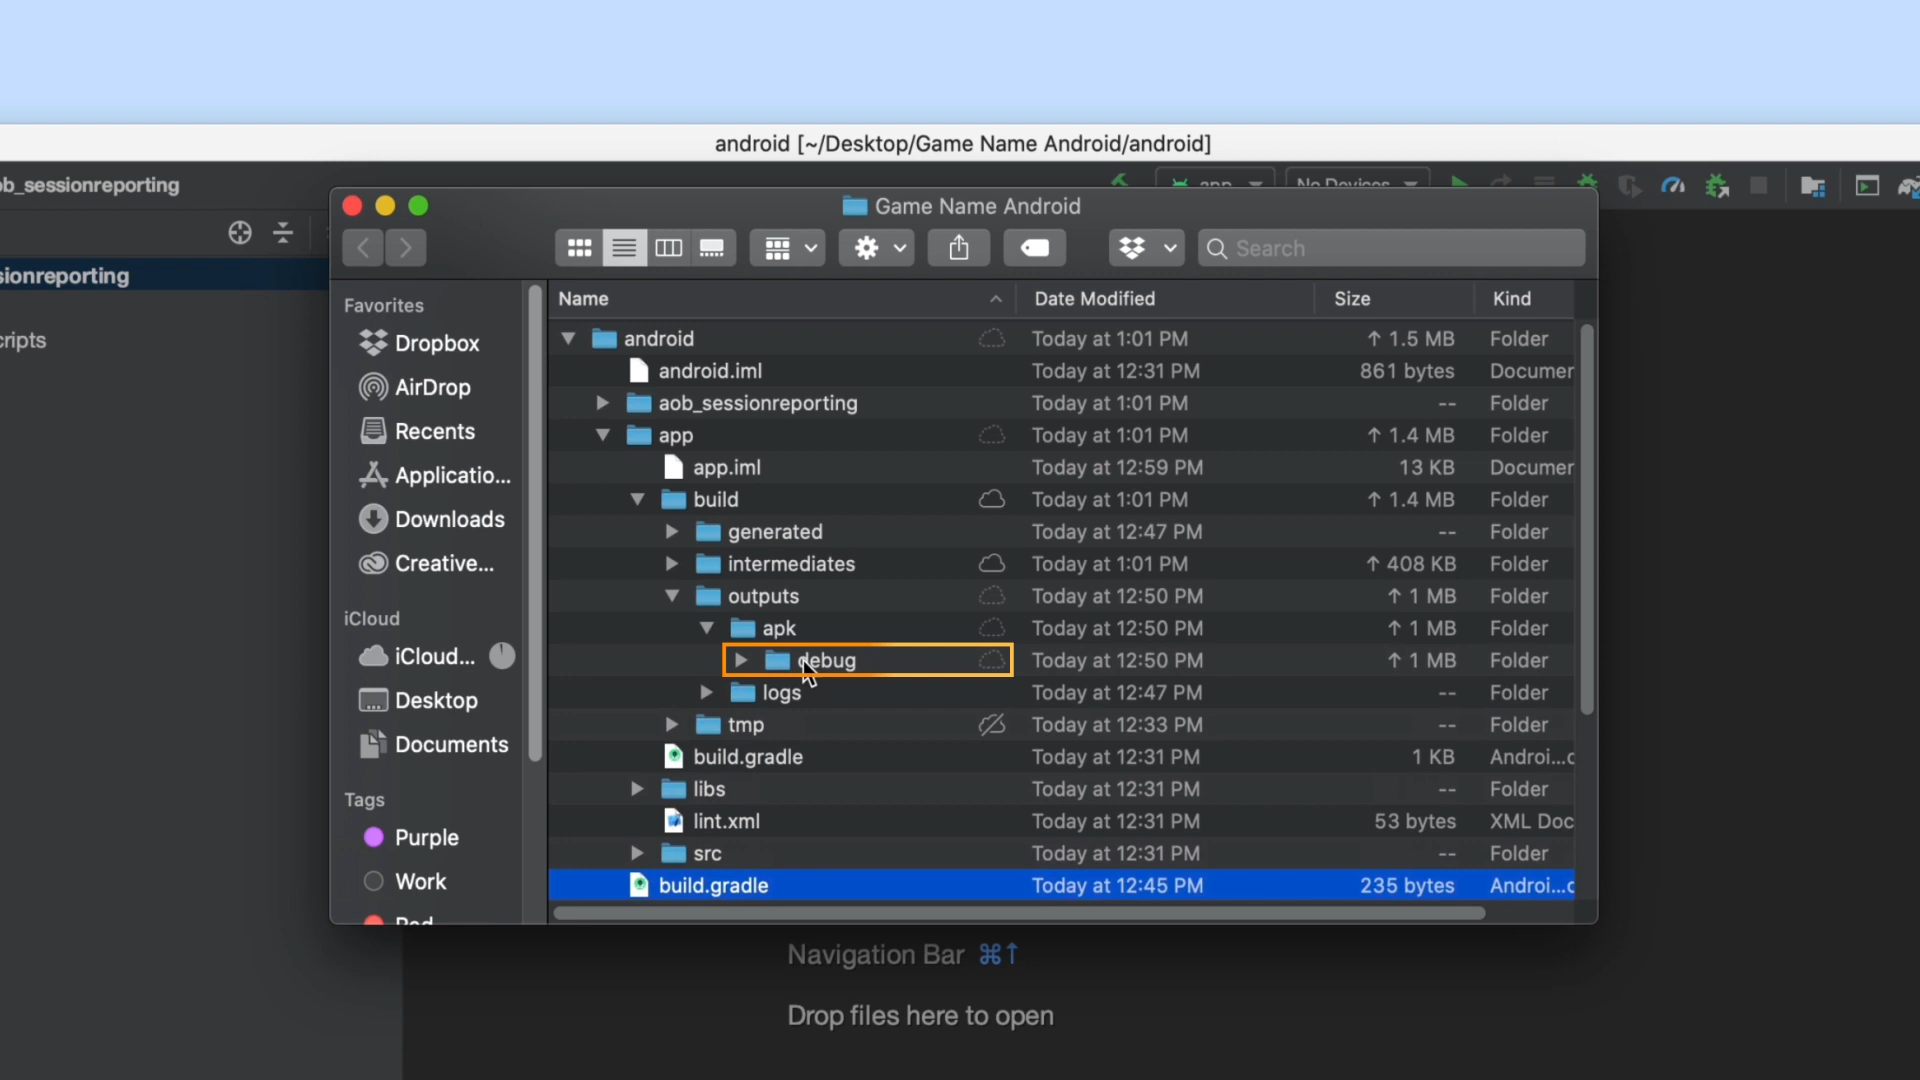 android [~/Desktop/Game Name Android/android]
b_sessionreporting
app
No Devices
Game Name Android
Search
sionreporting
cripts
Favorites
Dropbox
AirDrop
Recents
Applicatio...
Downloads
Creative...
iCloud
iCloud...
Desktop
Documents
Tags
Purple
Work
Red
Name Date Modified Size Kind
android Today at 1:01 PM ↑ 1.5 MB Folder
android.iml Today at 12:31 PM 861 bytes Documer
aob_sessionreporting Today at 1:01 PM -- Folder
app Today at 1:01 PM ↑ 1.4 MB Folder
app.iml Today at 12:59 PM 13 KB Documer
build Today at 1:01 PM ↑ 1.4 MB Folder
generated Today at 12:47 PM -- Folder
intermediates Today at 1:01 PM ↑ 408 KB Folder
outputs Today at 12:50 PM ↑ 1 MB Folder
apk Today at 12:50 PM ↑ 1 MB Folder
debug Today at 12:50 PM ↑ 1 MB Folder
logs Today at 12:47 PM -- Folder
tmp Today at 12:33 PM -- Folder
build.gradle Today at 12:31 PM 1 KB Androi...c
libs Today at 12:31 PM -- Folder
lint.xml Today at 12:31 PM 53 bytes XML Doc
src Today at 12:31 PM -- Folder
build.gradle Today at 12:45 PM 235 bytes Androi...c
Navigation Bar ⌘↑
Drop files here to open